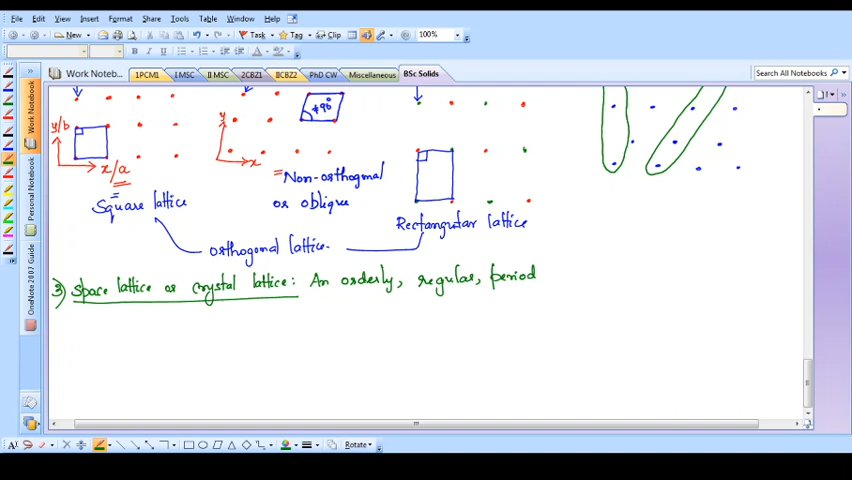 File Edit View Insert Format Share Tools Table Window Help
New Task Tag Clip 100%
B I U A
Work Noteb... 1PCM1 I MSC II MSC 2CBZ1 IICBZ2 PhD CW Miscellaneous BSc Solids Search All Notebooks
Work Notebook
Personal Notebook
OneNote 2007 Guide
y/b
x/a
y
x
≠90°
Square lattice
= Non-orthogonal
or oblique
Rectangular lattice
orthogonal lattice.
3) Space lattice or crystal lattice: An orderly, regular, period
Rotate